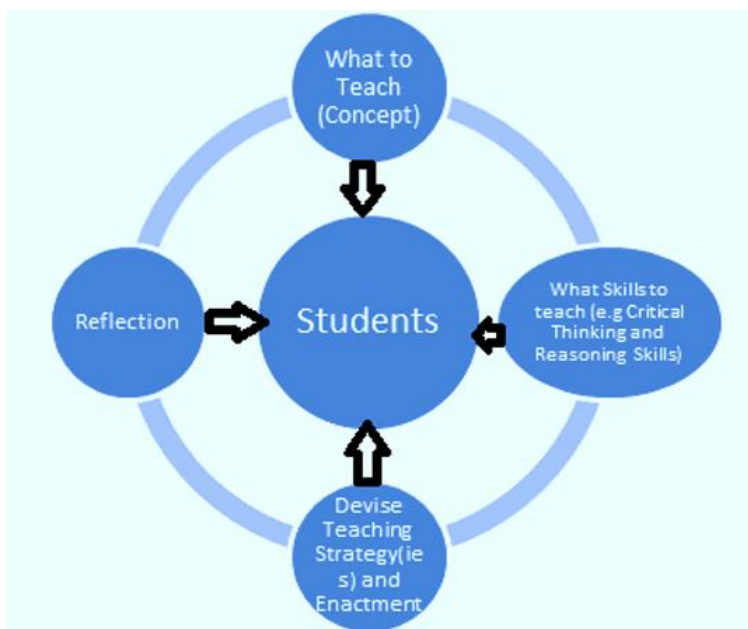 What to
Teach
(Concept)
What Skills to
teach (e.g Critical
Thinking and
Reasoning Skills)
Reflection
Students
Devise
Teaching
Strategy(ie
s) and
Enactment